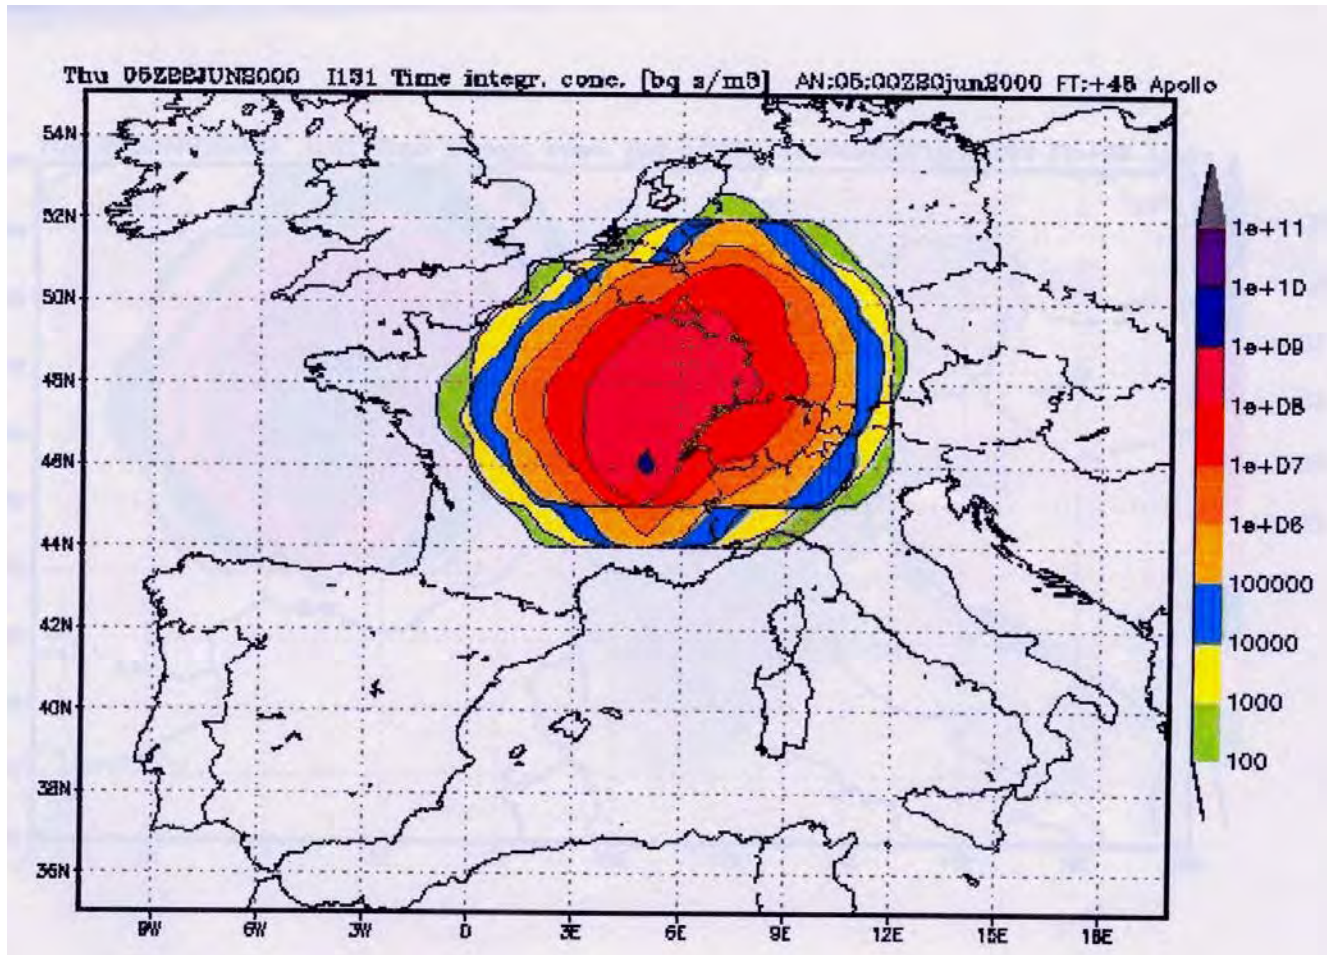 Thu 05Z22JUN2000 I131 Time integr. conc. [bq s/m3] AN:05:00Z20jun2000 FT:+48 Apollo
54N
52N
50N
48N
46N
44N
42N
40N
38N
36N
9W 6W 3W 0 3E 6E 9E 12E 15E 18E
1e+11
1e+10
1e+09
1e+08
1e+07
1e+06
100000
10000
1000
100